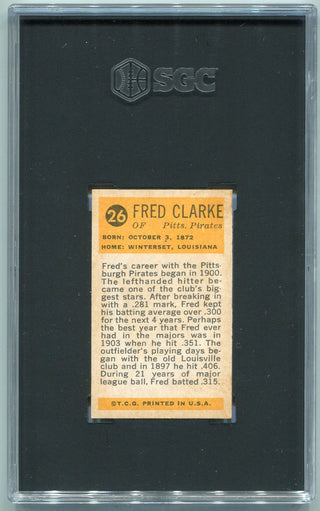 SGC
26 FRED CLARKE
OF Pitts. Pirates
BORN: OCTOBER 3, 1872
HOME: WINTERSET, LOUISIANA
Fred's career with the Pitts-
burgh Pirates began in 1900.
The lefthanded hitter be-
came one of the club's big-
gest stars. After breaking in
with a .281 mark, Fred kept
his batting average over .300
for the next 4 years. Perhaps
the best year that Fred ever
had in the majors was in
1903 when he hit .351. The
outfielder's playing days be-
gan with the old Louisville
club and in 1897 he hit .406.
During 21 years of major
league ball, Fred batted .315.
©T.C.G. PRINTED IN U.S.A.